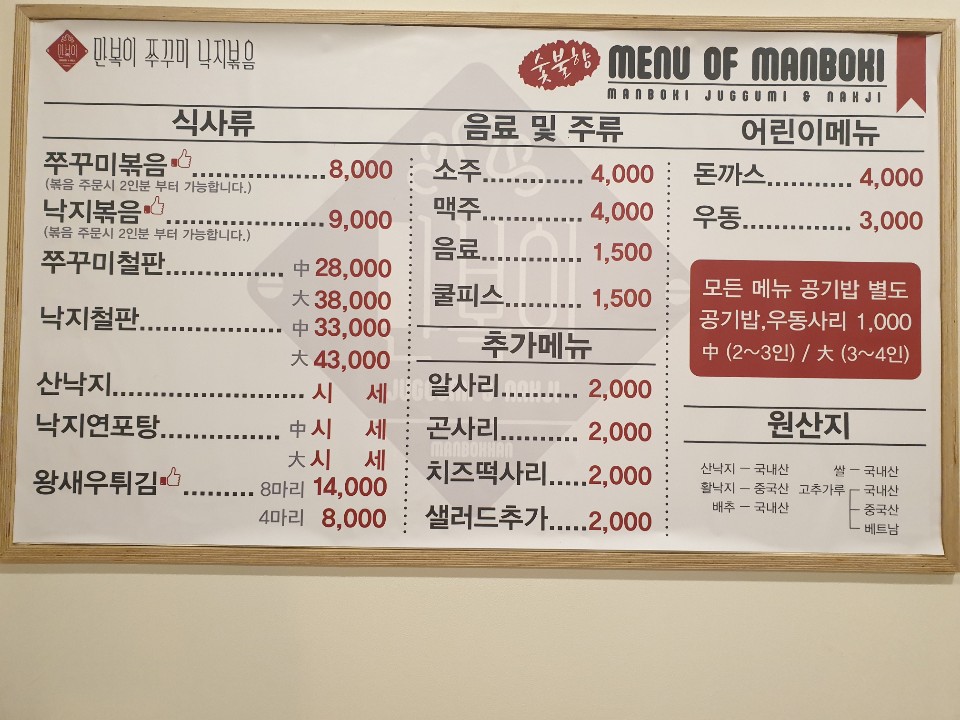 만복이 쭈꾸미 낙지볶음
숯불향 MENU OF MANBOKI
MANBOKI JUGGUMI & NAKJI
식사류
쭈꾸미볶음 .................. 8,000
(볶음 주문시 2인분 부터 가능합니다.)
낙지볶음 ..................... 9,000
(볶음 주문시 2인분 부터 가능합니다.)
쭈꾸미철판................ 中 28,000
大 38,000
낙지철판................... 中 33,000
大 43,000
산낙지......................... 시 세
낙지연포탕................ 中 시 세
大 시 세
왕새우튀김 ......... 8마리 14,000
4마리 8,000
음료 및 주류
소주............ 4,000
맥주............ 4,000
음료............ 1,500
쿨피스......... 1,500
추가메뉴
알사리......... 2,000
곤사리......... 2,000
치즈떡사리.....2,000
샐러드추가.....2,000
어린이메뉴
돈까스........... 4,000
우동.............. 3,000
모든 메뉴 공기밥 별도
공기밥,우동사리 1,000
中 (2~3인) / 大 (3~4인)
원산지
산낙지 ─ 국내산
활낙지 ─ 중국산
배추 ─ 국내산
쌀 ─ 국내산
고추가루 ─ 국내산
중국산
베트남
만복이
JUGGUMI & NAKJI
MANBOKHAN